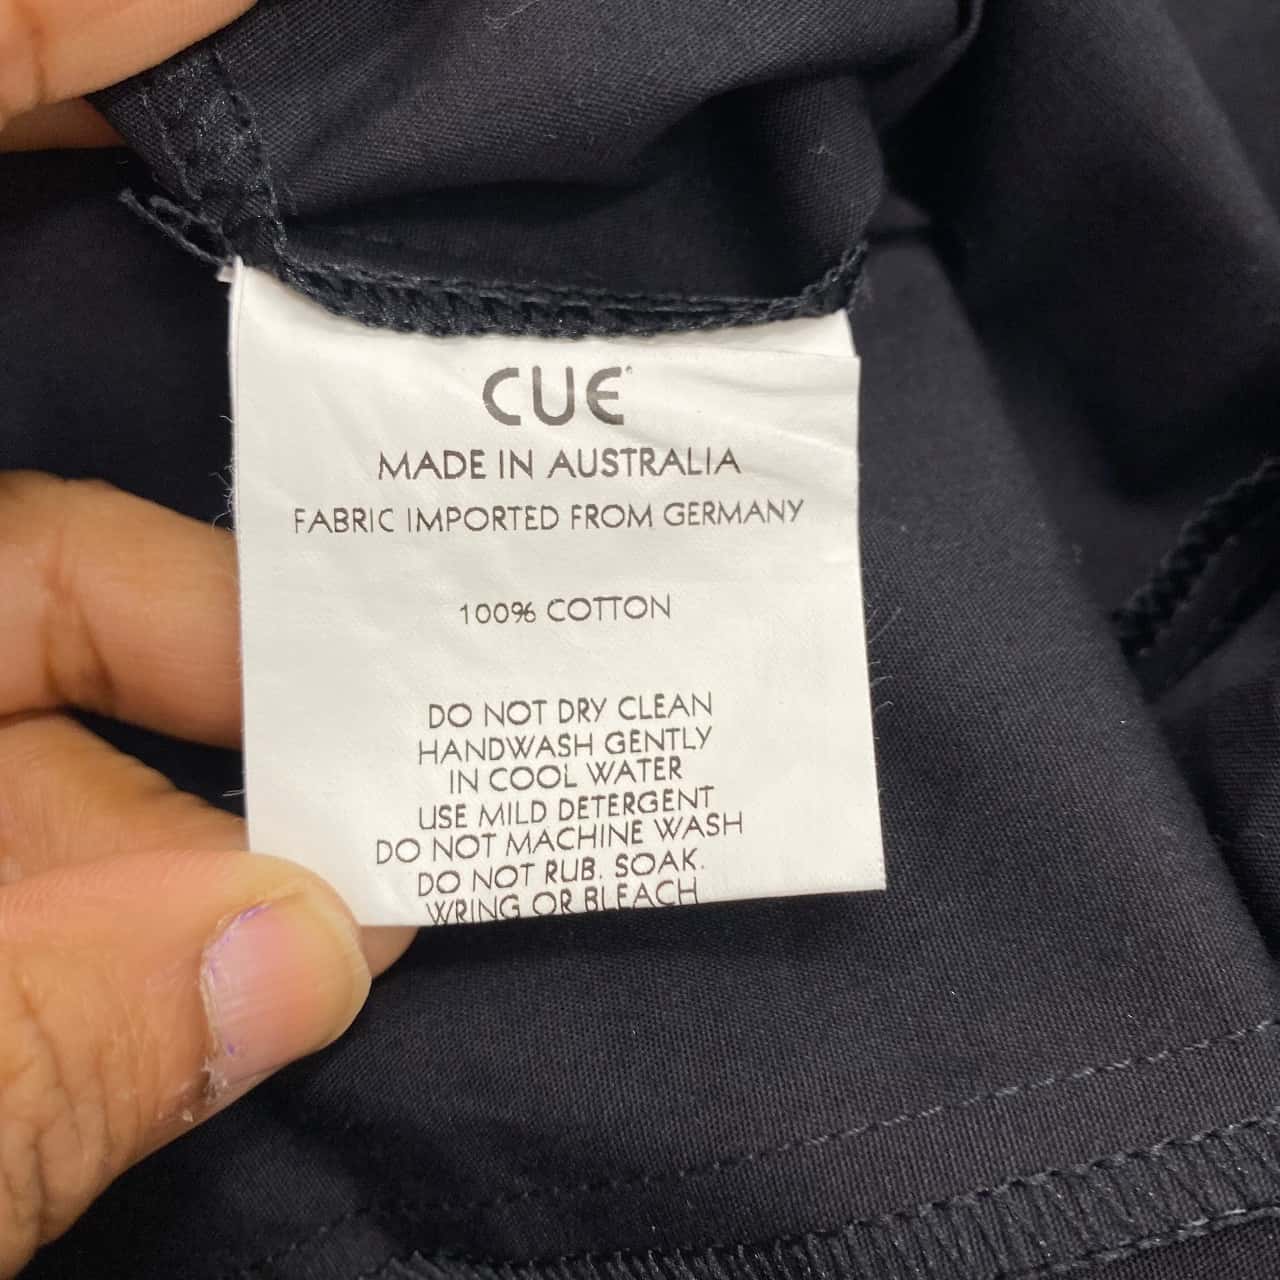 CUE
MADE IN AUSTRALIA
FABRIC IMPORTED FROM GERMANY
100% COTTON
DO NOT DRY CLEAN
HANDWASH GENTLY
IN COOL WATER
USE MILD DETERGENT
DO NOT MACHINE WASH
DO NOT RUB. SOAK.
WRING OR BLEACH